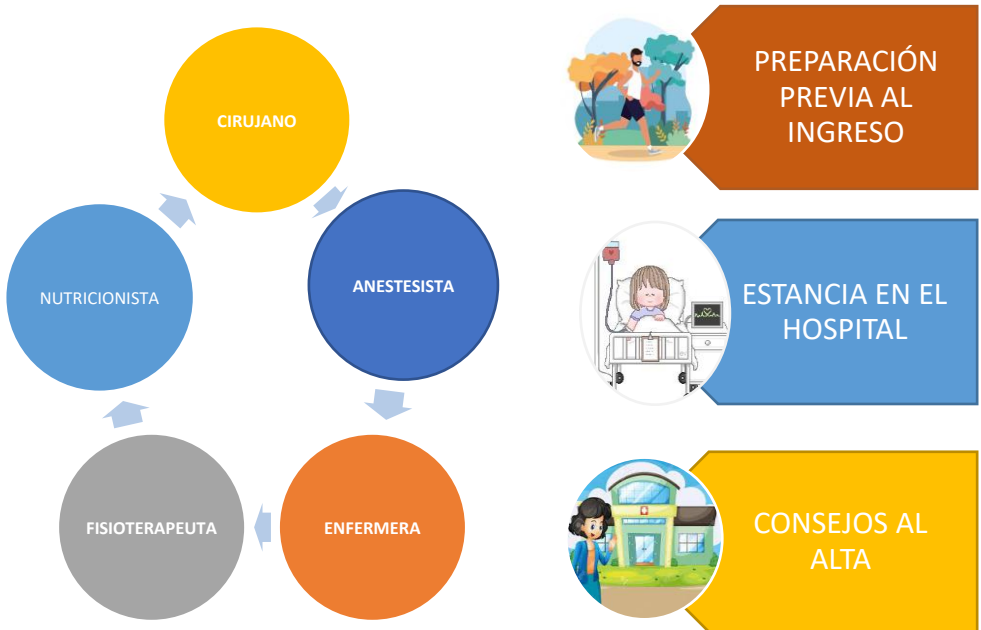 CIRUJANO
ANESTESISTA
ENFERMERA
FISIOTERAPEUTA
NUTRICIONISTA
PREPARACIÓN
PREVIA AL
INGRESO
ESTANCIA EN EL
HOSPITAL
CONSEJOS AL
ALTA